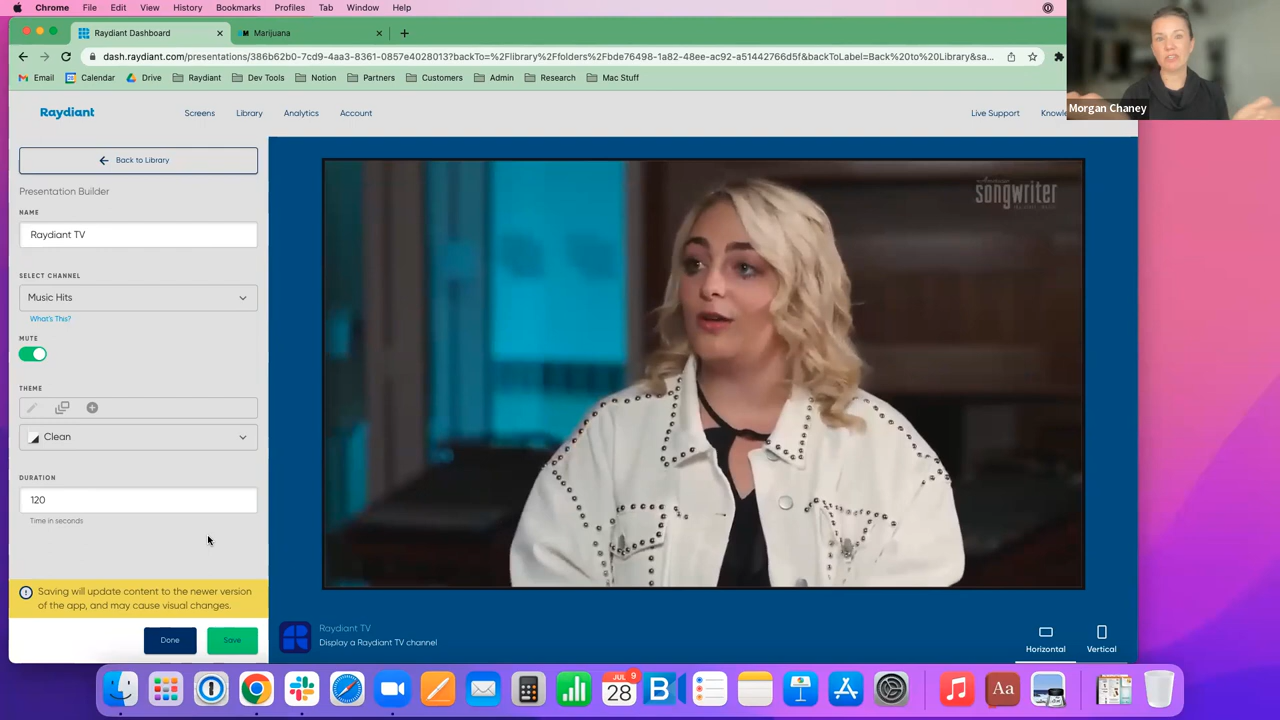 Chrome File Edit View History Bookmarks Profiles Tab Window Help
Raydiant Dashboard
Marijuana
dash.raydiant.com/presentations/386b62b0-7cd9-4aa3-8361-0857e4028013?backTo=%2Flibrary%2Ffolders%2Fbde76498-1a82-48ee-ac92-a51442766d5f&backToLabel=Back%20to%20Library&sa...
Email Calendar Drive Raydiant Dev Tools Notion Partners Customers Admin Research Mac Stuff
Morgan Chaney
Raydiant
Screens Library Analytics Account Live Support
Back to Library
Presentation Builder
NAME
Raydiant TV
SELECT CHANNEL
Music Hits
What's This?
MUTE
THEME
Clean
DURATION
120
Time in seconds
Saving will update content to the newer version
of the app, and may cause visual changes.
Done Save
American
songwriter
Raydiant TV
Display a Raydiant TV channel
Horizontal Vertical
JUL 9
28
Aa